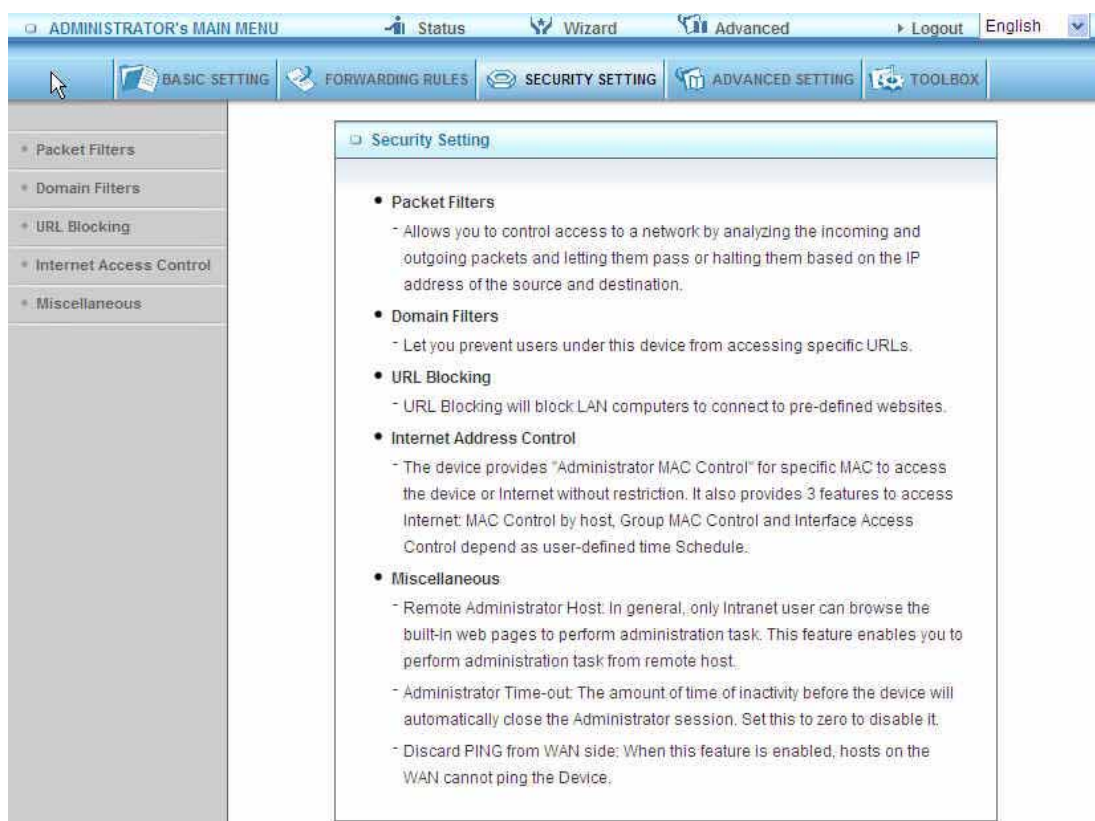 ADMINISTRATOR's MAIN MENU Status Wizard Advanced Logout English
BASIC SETTING FORWARDING RULES SECURITY SETTING ADVANCED SETTING TOOLBOX
Packet Filters
Domain Filters
URL Blocking
Internet Access Control
Miscellaneous
Security Setting
Packet Filters
- Allows you to control access to a network by analyzing the incoming and
outgoing packets and letting them pass or halting them based on the IP
address of the source and destination.
Domain Filters
- Let you prevent users under this device from accessing specific URLs.
URL Blocking
- URL Blocking will block LAN computers to connect to pre-defined websites.
Internet Address Control
- The device provides "Administrator MAC Control" for specific MAC to access
the device or Internet without restriction. It also provides 3 features to access
Internet: MAC Control by host, Group MAC Control and Interface Access
Control depend as user-defined time Schedule.
Miscellaneous
- Remote Administrator Host: In general, only Intranet user can browse the
built-in web pages to perform administration task. This feature enables you to
perform administration task from remote host.
- Administrator Time-out: The amount of time of inactivity before the device will
automatically close the Administrator session. Set this to zero to disable it.
- Discard PING from WAN side: When this feature is enabled, hosts on the
WAN cannot ping the Device.